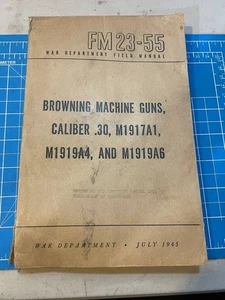 FM 23-55
WAR DEPARTMENT FIELD MANUAL
BROWNING MACHINE GUNS,
CALIBER .30, M1917A1,
M1919A4, AND M1919A6
WAR DEPARTMENT • JULY 1945